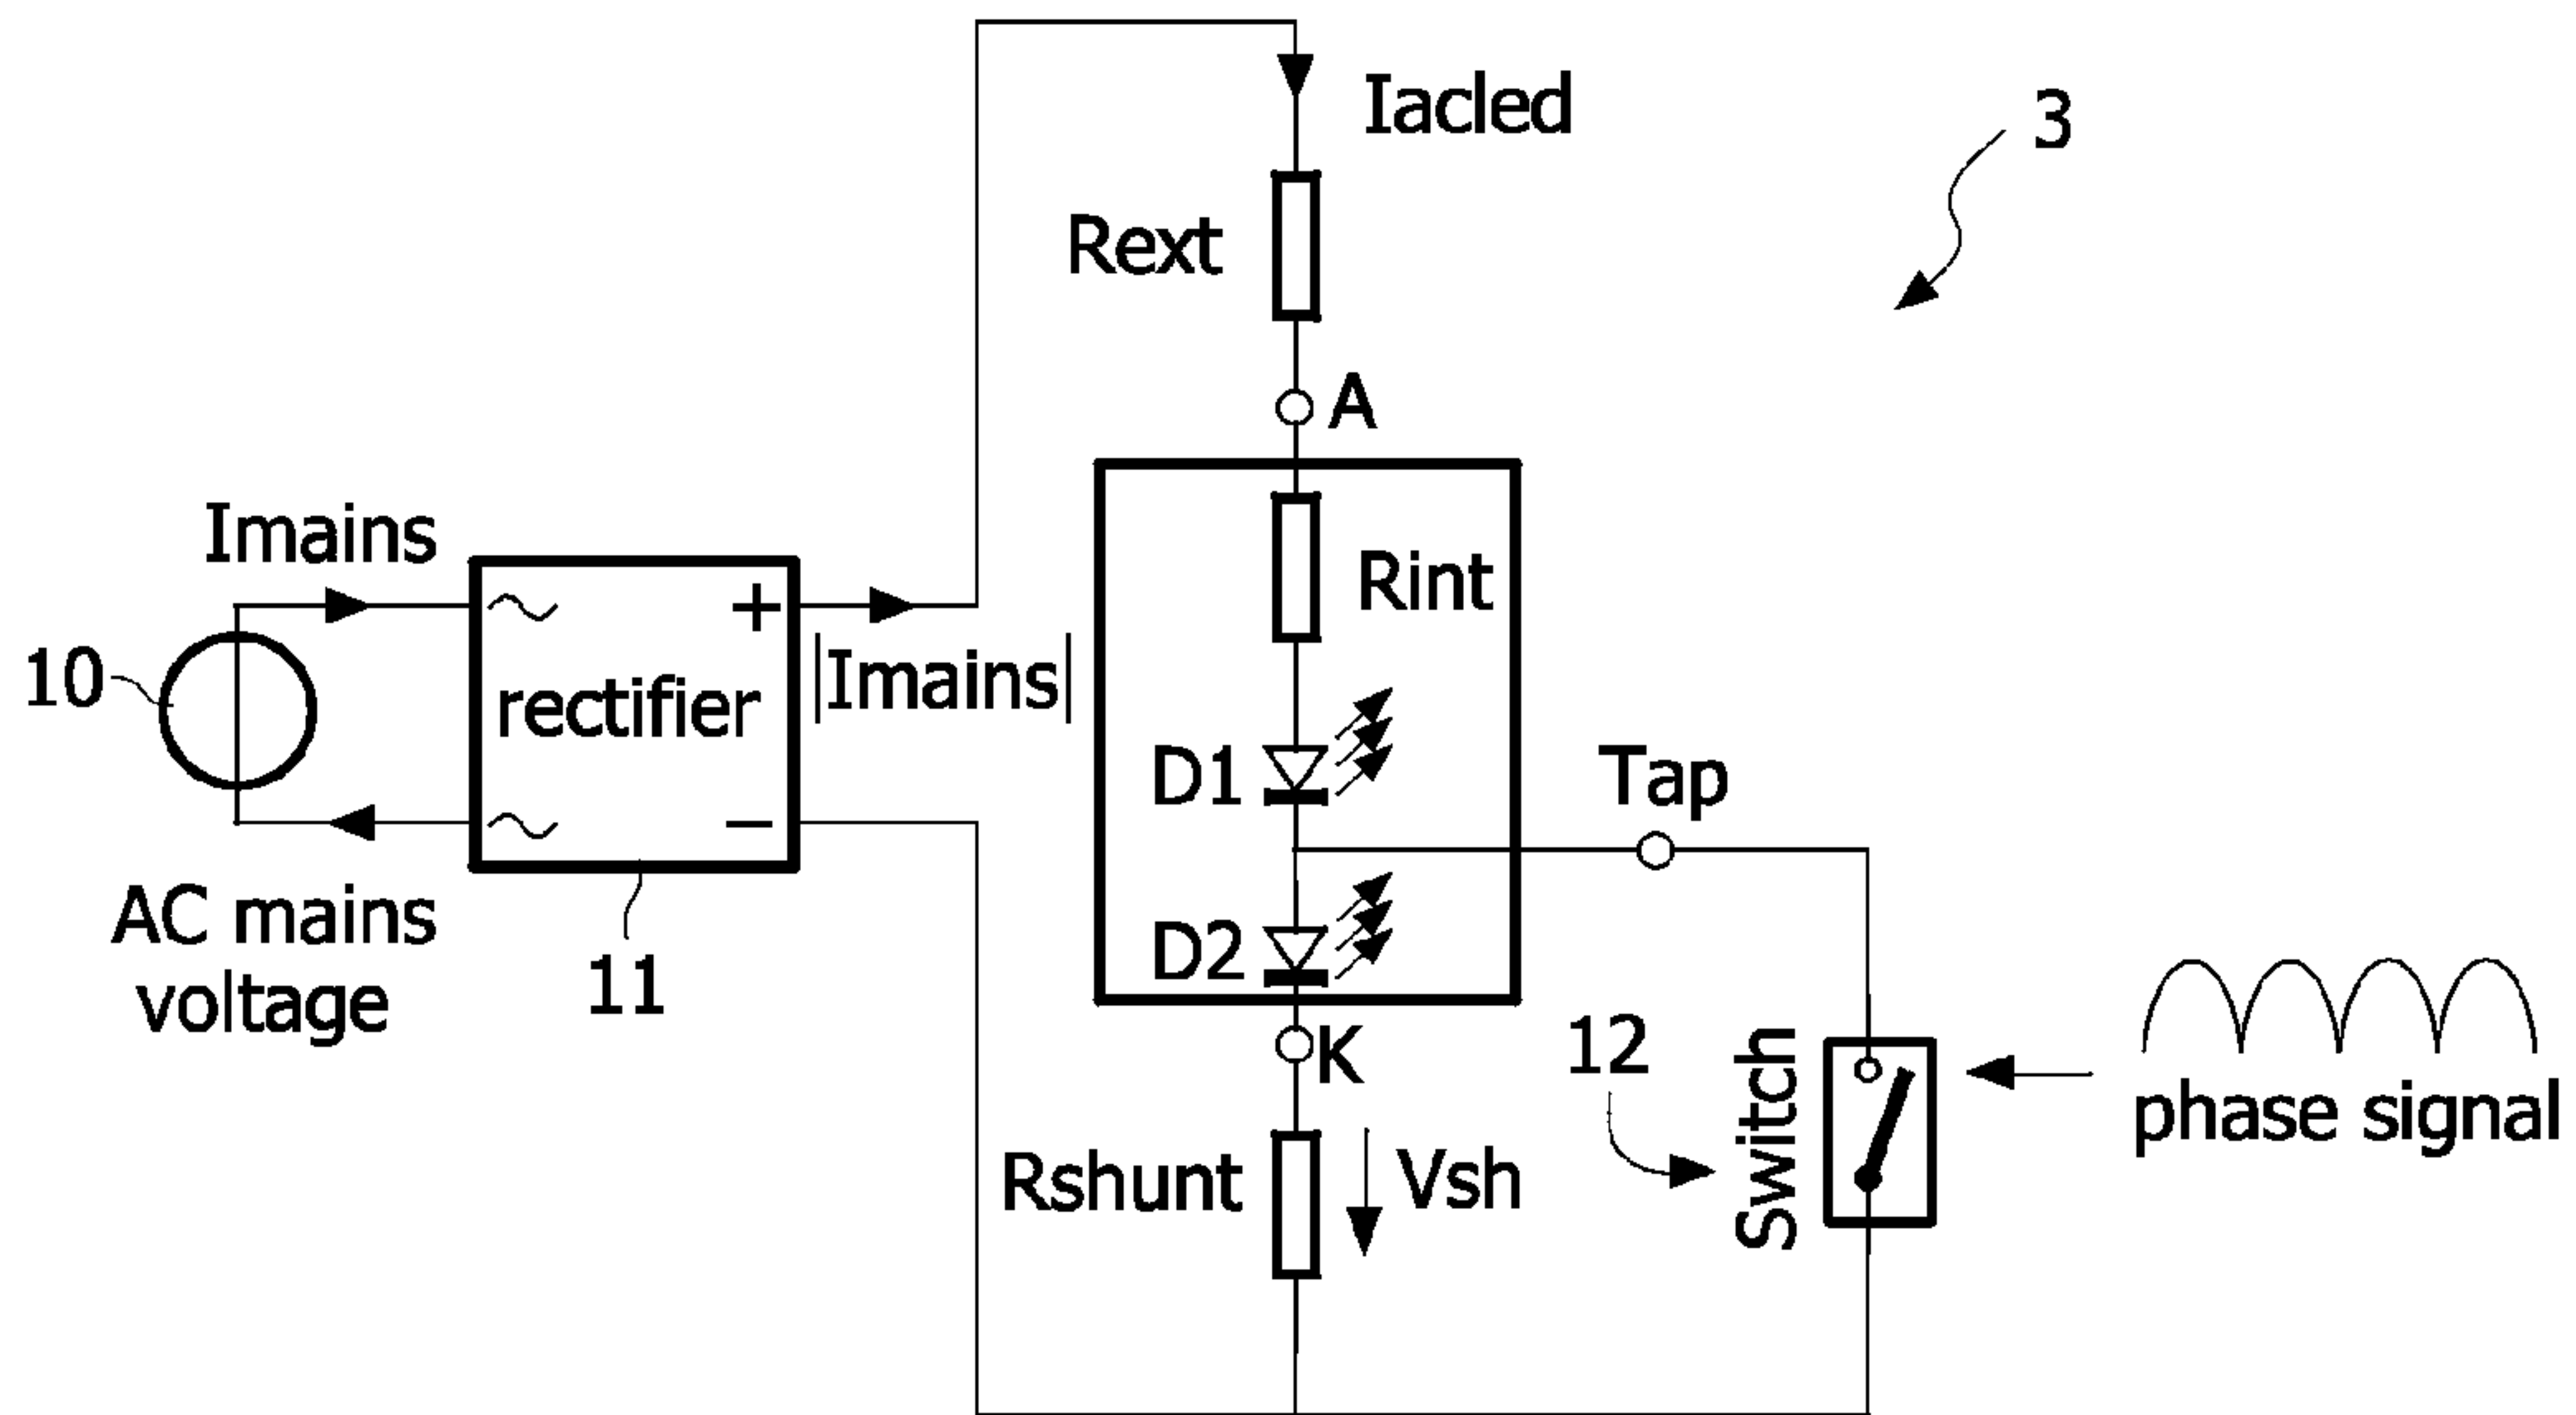 Iacled
3
Rext
A
Imains
Rint
10
rectifier
+
|Imains|
D1
Tap
−
AC mains
voltage
11
D2
K
12
Switch
phase signal
Rshunt
Vsh